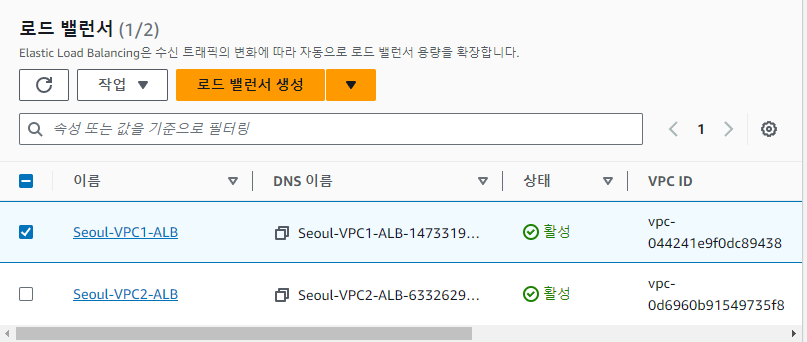 로드 밸런서 (1/2)
Elastic Load Balancing은 수신 트래픽의 변화에 따라 자동으로 로드 밸런서 용량을 확장합니다.
작업 로드 밸런서 생성
속성 또는 값을 기준으로 필터링 1
이름 DNS 이름 상태 VPC ID
Seoul-VPC1-ALB Seoul-VPC1-ALB-1473319... 활성 vpc-
044241e9f0dc89438
Seoul-VPC2-ALB Seoul-VPC2-ALB-6332629... 활성 vpc-
0d6960b91549735f8